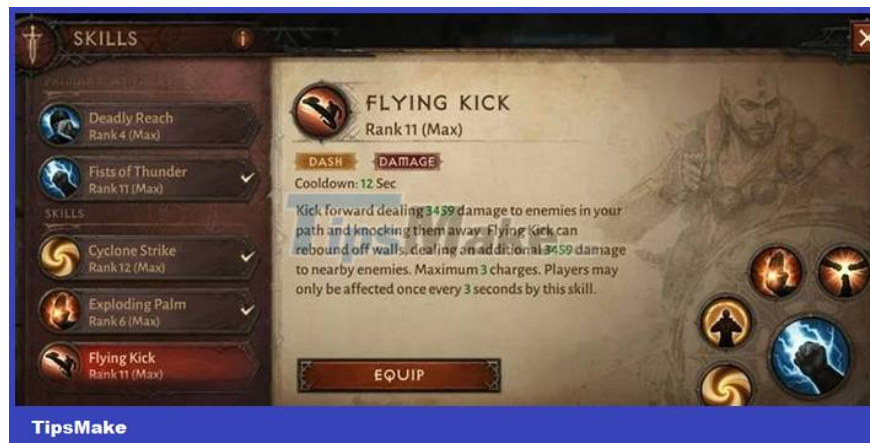 SKILLS
i
Deadly Reach
Rank 4 (Max)
Fists of Thunder
Rank 11 (Max)
SKILLS
Cyclone Strike
Rank 12 (Max)
Exploding Palm
Rank 6 (Max)
Flying Kick
Rank 11 (Max)
FLYING KICK
Rank 11 (Max)
DASH DAMAGE
Cooldown: 12 Sec
Kick forward dealing 3459 damage to enemies in your
path and knocking them away. Flying Kick can
rebound off walls, dealing an additional 3459 damage
to nearby enemies. Maximum 3 charges. Players may
only be affected once every 3 seconds by this skill.
EQUIP
TipsMake
TipsMake